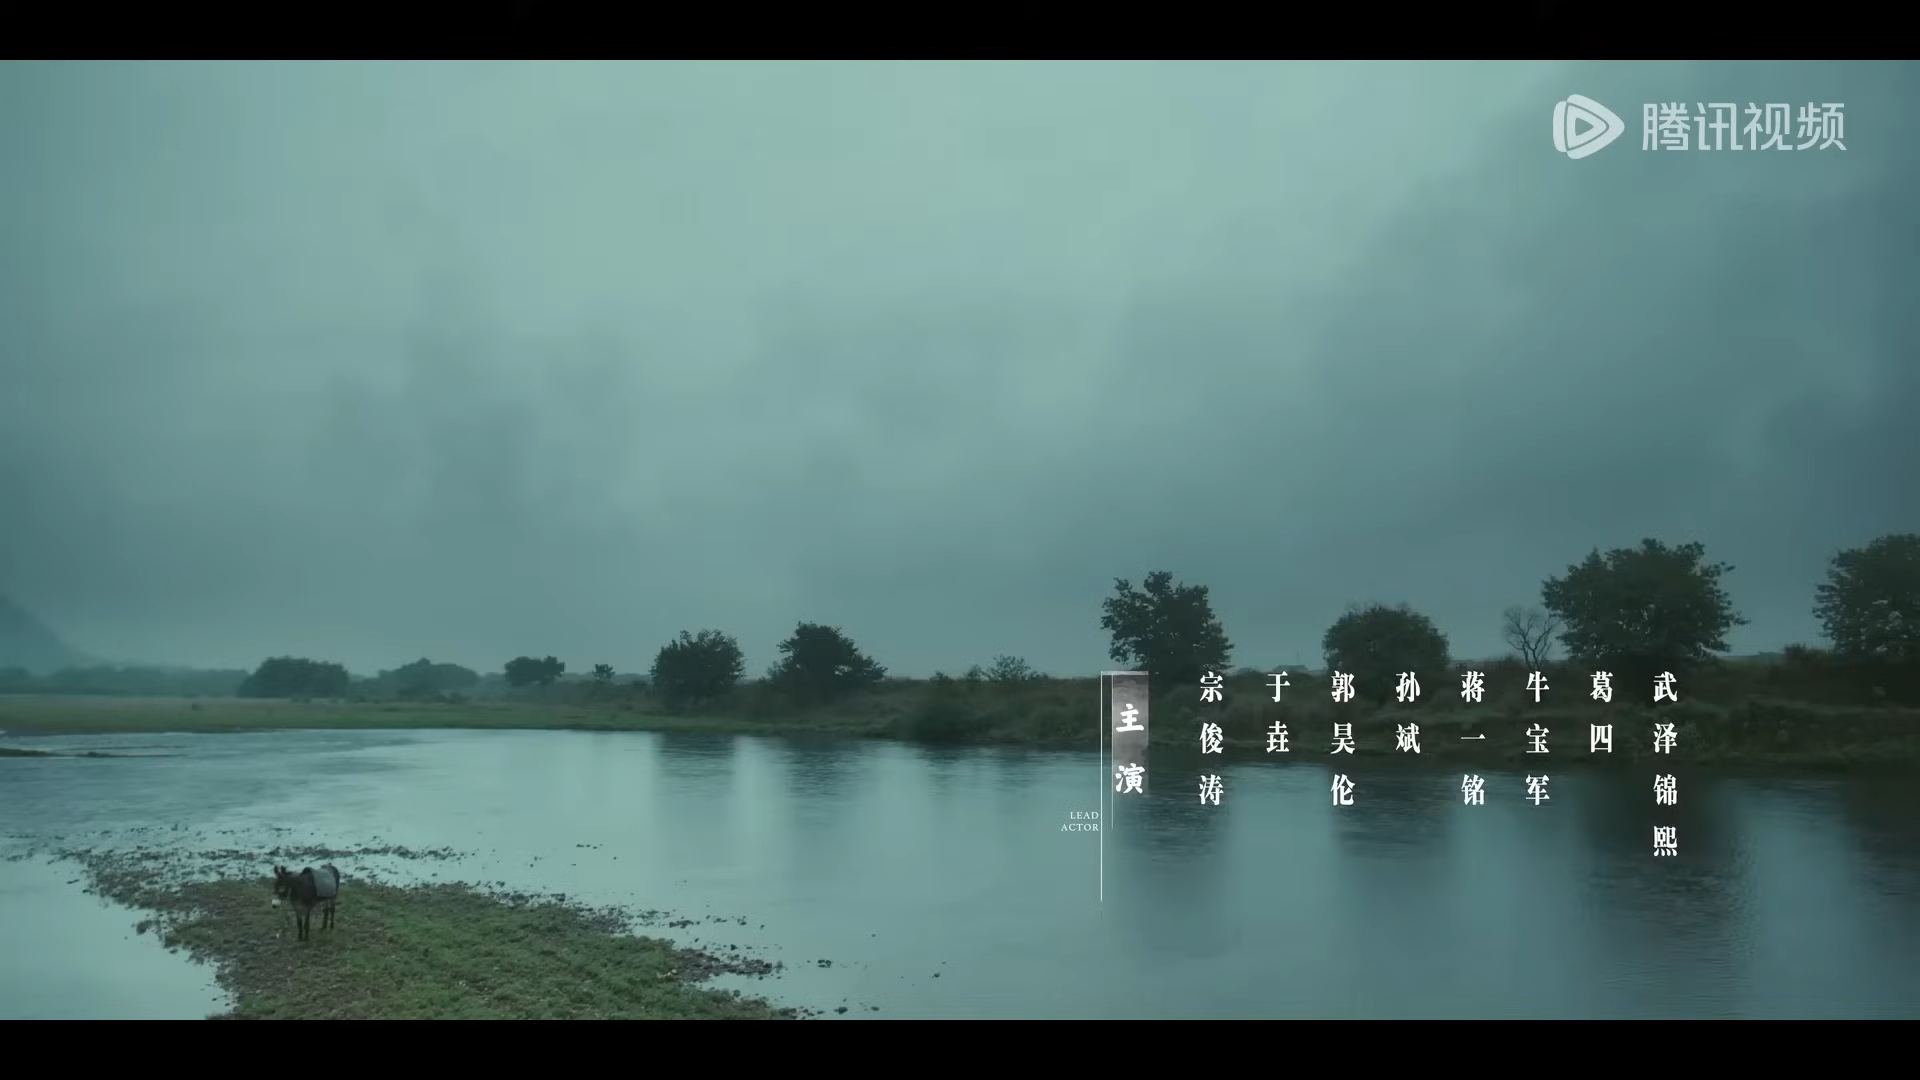 腾讯视频
主演
LEAD
ACTOR
宗俊涛
于垚
郭昊伦
孙斌
蒋一铭
牛宝军
葛四
武泽锦熙